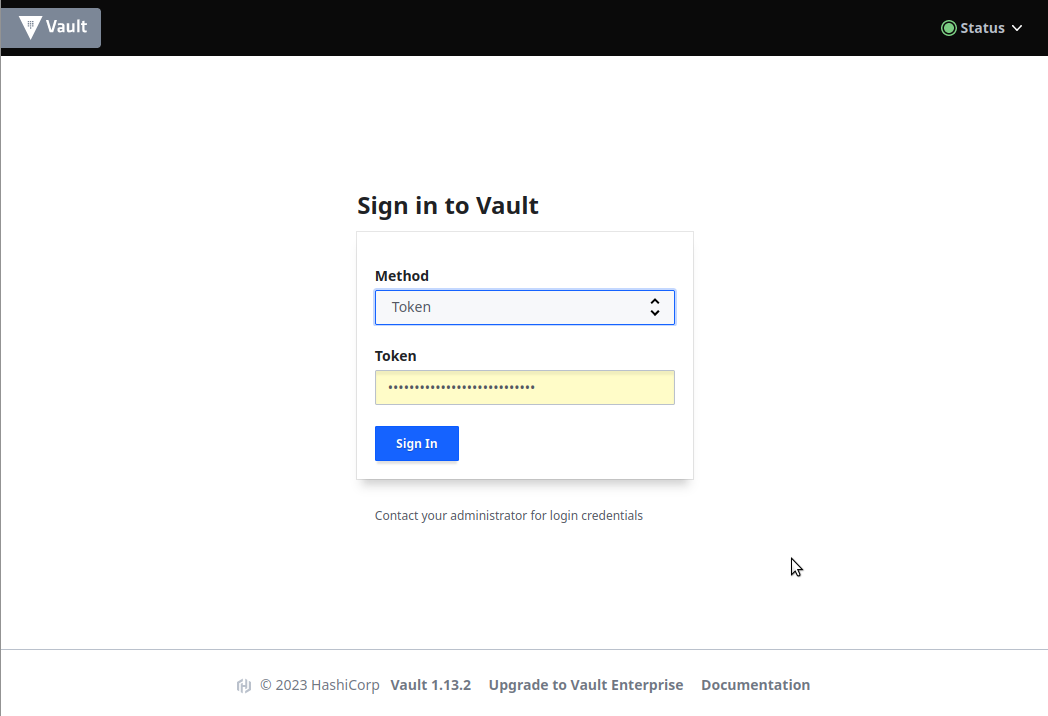 Vault
Status
Sign in to Vault
Method
Token
Token
••••••••••••••••••••••••••••
Sign In
Contact your administrator for login credentials
© 2023 HashiCorp Vault 1.13.2 Upgrade to Vault Enterprise Documentation